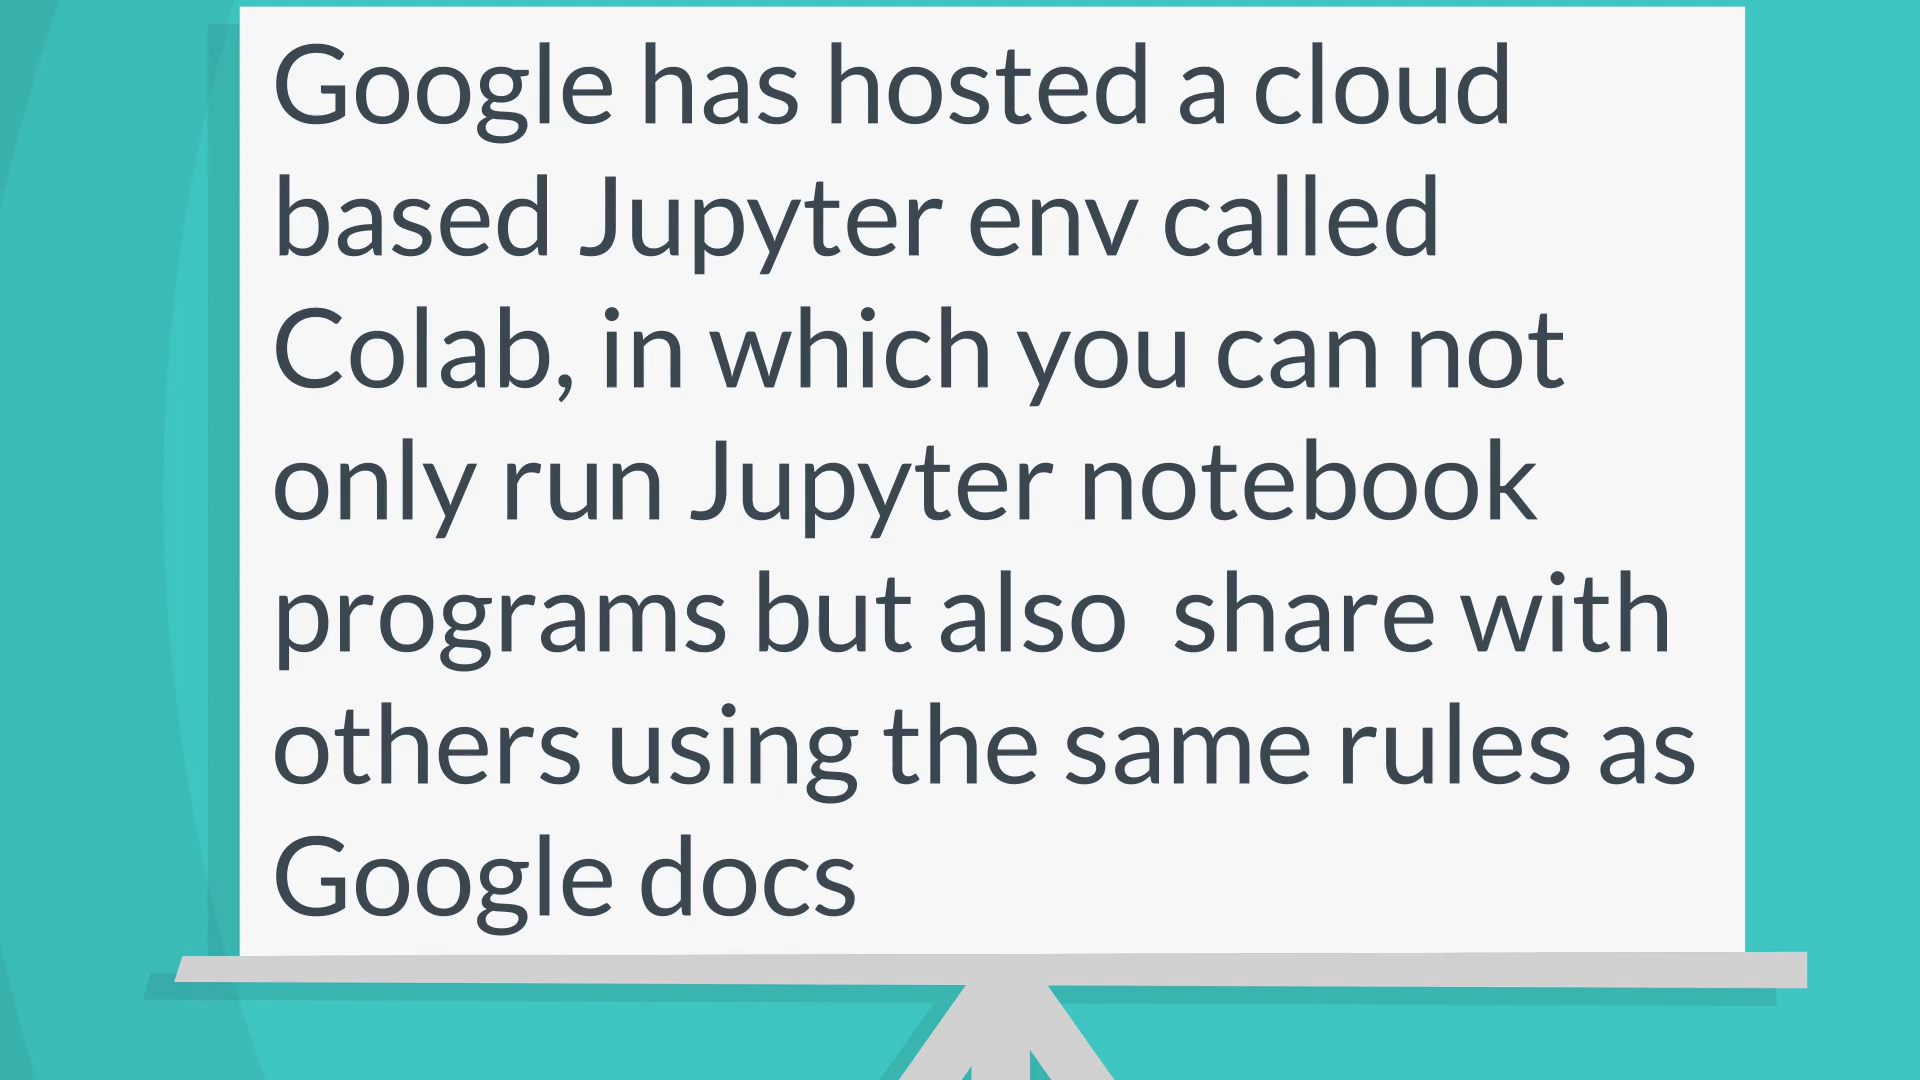 Google has hosted a cloud
based Jupyter env called
Colab, in which you can not
only run Jupyter notebook
programs but also  share with
others using the same rules as
Google docs